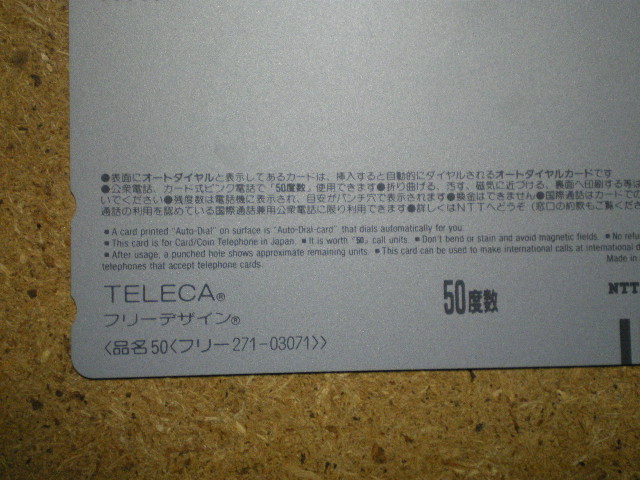 ●表面にオートダイヤルと表示してあるカードは、挿入すると自動的にダイヤルされるオートダイヤルカードです
●公衆電話、カード式ピンク電話で「50度数」使用できます●折り曲げる、汚す、磁気に近づける、裏面へ印刷する等は
いでください●残度数は電話機に表示され、目安がパンチ穴で表示されます●換金はできません●国際通話はカードでの
通話の利用を認めている国際通話兼用公衆電話に限り利用できます●詳しくはNTTへどうぞ（窓口の約款もご覧くださ
■ A card printed "Auto-Dial" on surface is "Auto-Dial card" that dials automatically for you.
■ This card is for Card/Coin Telephone in Japan. ■ It is worth "50" call units. ■ Don't bend or stain and avoid magnetic fields. ■ No refu
■ After usage, a punched hole shows approximate remaining units. ■ This card can be used to make international calls at international d
telephones that accept telephone cards.
Made in
TELECA®
50度数
NTT
フリーデザイン®
〈品名50〈フリー271-03071〉〉